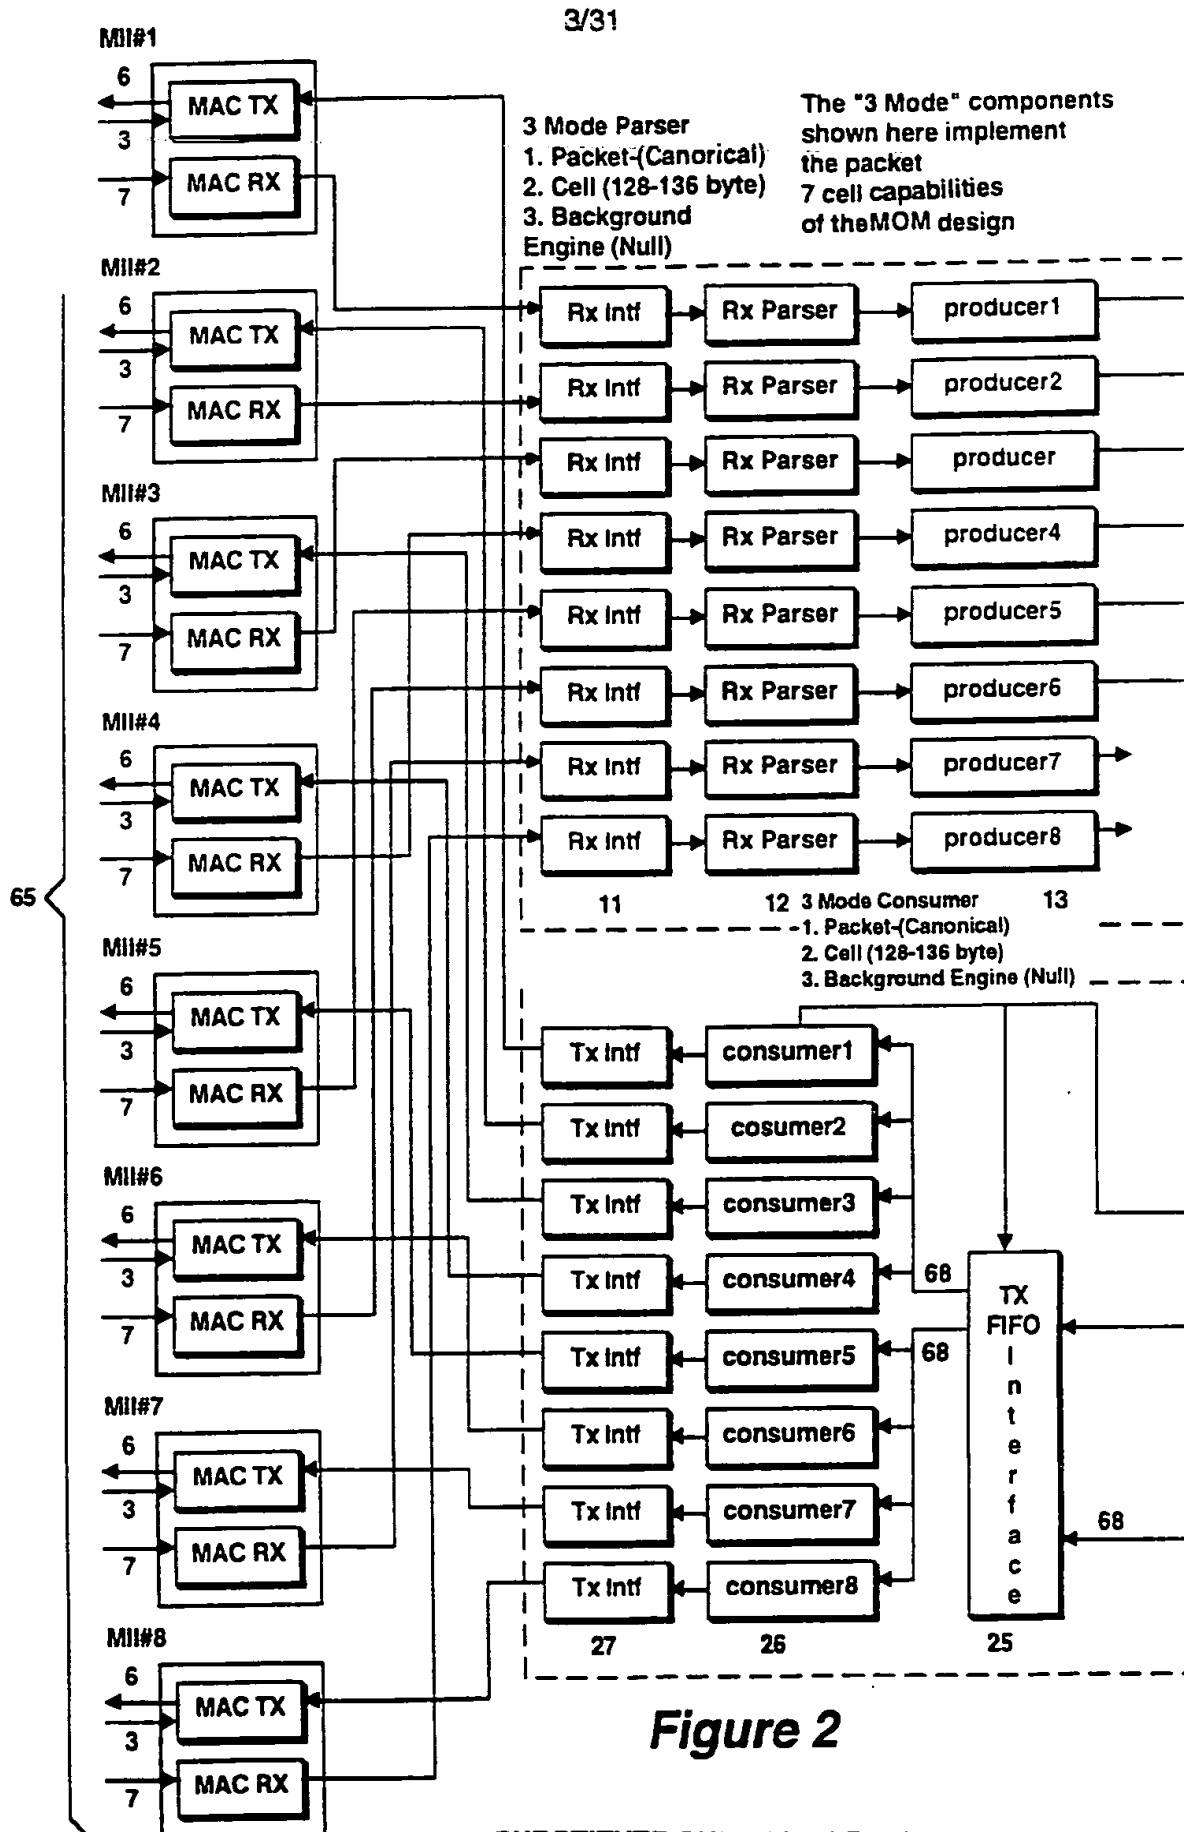 3/31
MII#1
6
MAC TX
3
MAC RX
7
3 Mode Parser
1. Packet-(Canorical)
2. Cell (128-136 byte)
3. Background
Engine (Null)
The "3 Mode" components
shown here implement
the packet
7 cell capabilities
of theMOM design
MII#2
6
MAC TX
3
MAC RX
7
MII#3
6
MAC TX
3
MAC RX
7
MII#4
6
MAC TX
3
MAC RX
7
65
MII#5
6
MAC TX
3
MAC RX
7
MII#6
6
MAC TX
3
MAC RX
7
MII#7
6
MAC TX
3
MAC RX
7
MII#8
6
MAC TX
3
MAC RX
7
Rx Intf Rx Parser producer1
Rx Intf Rx Parser producer2
Rx Intf Rx Parser producer
Rx Intf Rx Parser producer4
Rx Intf Rx Parser producer5
Rx Intf Rx Parser producer6
Rx Intf Rx Parser producer7
Rx Intf Rx Parser producer8
11 12 13
3 Mode Consumer
1. Packet-(Canonical)
2. Cell (128-136 byte)
3. Background Engine (Null)
Tx Intf consumer1
Tx Intf cosumer2
Tx Intf consumer3
Tx Intf consumer4
Tx Intf consumer5
Tx Intf consumer6
Tx Intf consumer7
Tx Intf consumer8
68
68
68
TX
FIFO
I
n
t
e
r
f
a
c
e
27 26 25
Figure 2